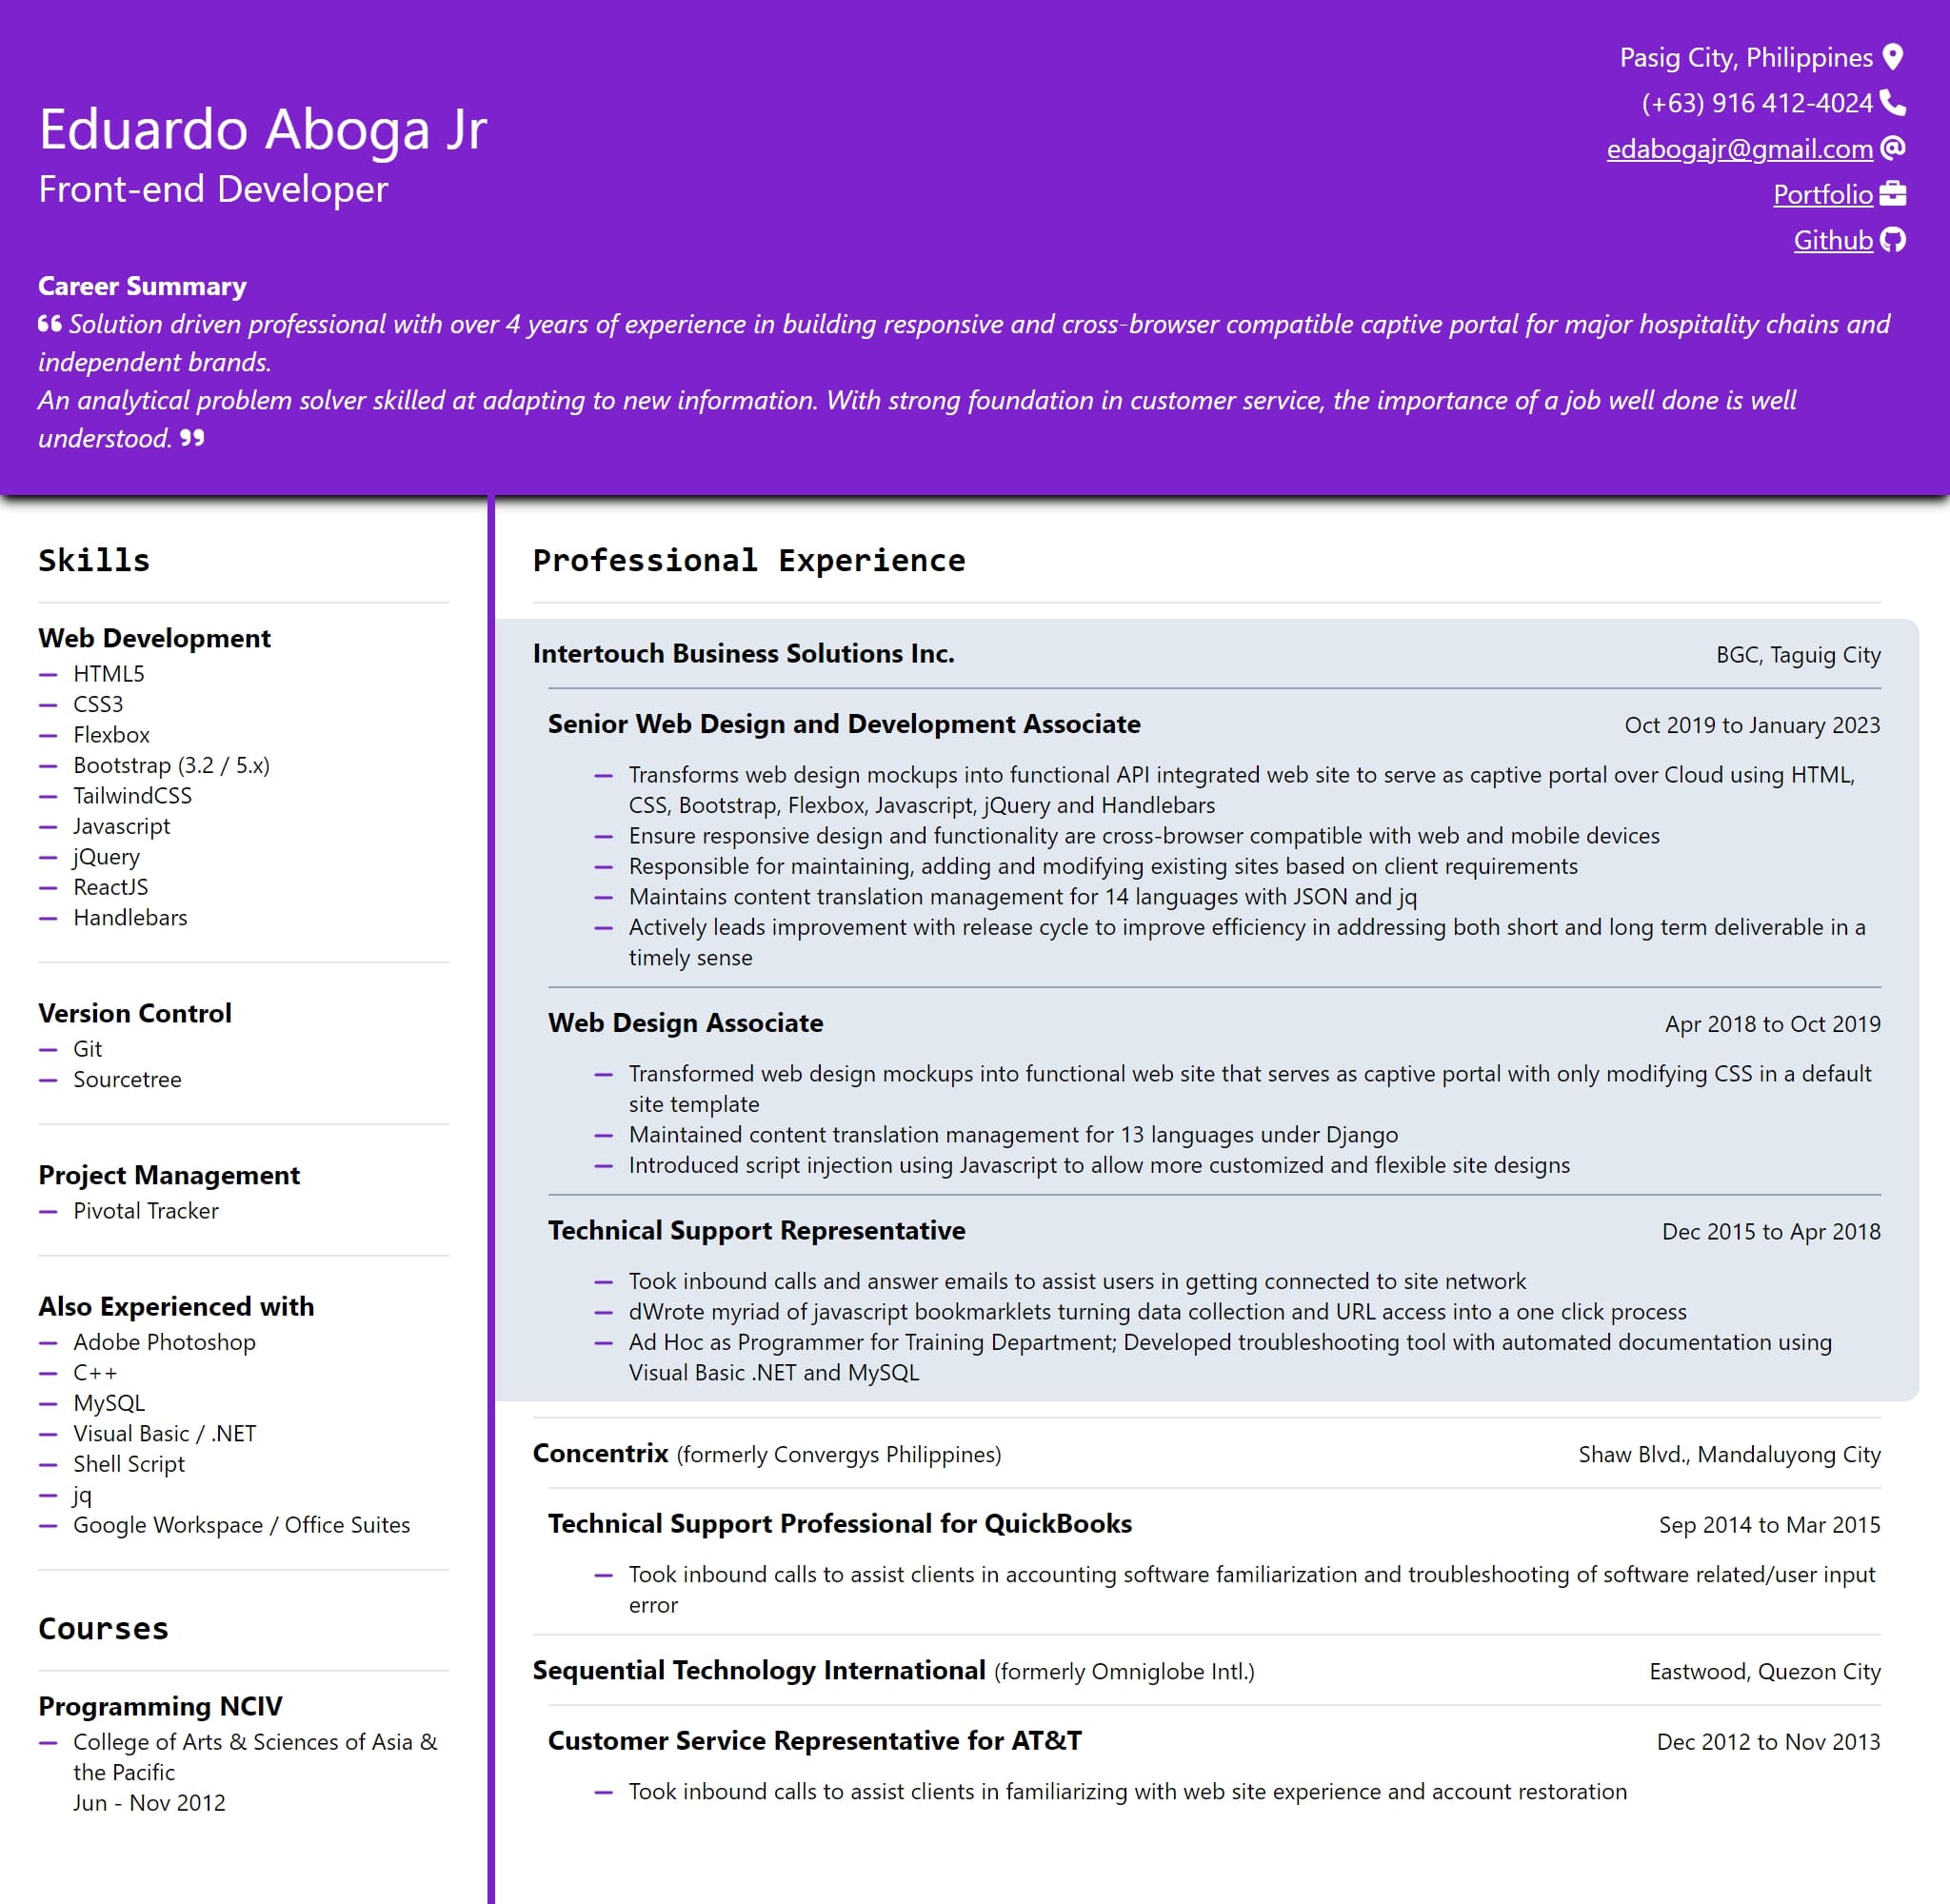 Eduardo Aboga Jr
Front-end Developer
Pasig City, Philippines
(+63) 916 412-4024
edabogajr@gmail.com
Portfolio
Github
Career Summary
Solution driven professional with over 4 years of experience in building responsive and cross-browser compatible captive portal for major hospitality chains and
independent brands.
An analytical problem solver skilled at adapting to new information. With strong foundation in customer service, the importance of a job well done is well
understood.
Skills
Web Development
HTML5
CSS3
Flexbox
Bootstrap (3.2 / 5.x)
TailwindCSS
Javascript
jQuery
ReactJS
Handlebars
Version Control
Git
Sourcetree
Project Management
Pivotal Tracker
Also Experienced with
Adobe Photoshop
C++
MySQL
Visual Basic / .NET
Shell Script
jq
Google Workspace / Office Suites
Courses
Programming NCIV
College of Arts & Sciences of Asia &
the Pacific
Jun - Nov 2012
Professional Experience
Intertouch Business Solutions Inc. BGC, Taguig City
Senior Web Design and Development Associate Oct 2019 to January 2023
Transforms web design mockups into functional API integrated web site to serve as captive portal over Cloud using HTML,
CSS, Bootstrap, Flexbox, Javascript, jQuery and Handlebars
Ensure responsive design and functionality are cross-browser compatible with web and mobile devices
Responsible for maintaining, adding and modifying existing sites based on client requirements
Maintains content translation management for 14 languages with JSON and jq
Actively leads improvement with release cycle to improve efficiency in addressing both short and long term deliverable in a
timely sense
Web Design Associate Apr 2018 to Oct 2019
Transformed web design mockups into functional web site that serves as captive portal with only modifying CSS in a default
site template
Maintained content translation management for 13 languages under Django
Introduced script injection using Javascript to allow more customized and flexible site designs
Technical Support Representative Dec 2015 to Apr 2018
Took inbound calls and answer emails to assist users in getting connected to site network
dWrote myriad of javascript bookmarklets turning data collection and URL access into a one click process
Ad Hoc as Programmer for Training Department; Developed troubleshooting tool with automated documentation using
Visual Basic .NET and MySQL
Concentrix (formerly Convergys Philippines) Shaw Blvd., Mandaluyong City
Technical Support Professional for QuickBooks Sep 2014 to Mar 2015
Took inbound calls to assist clients in accounting software familiarization and troubleshooting of software related/user input
error
Sequential Technology International (formerly Omniglobe Intl.) Eastwood, Quezon City
Customer Service Representative for AT&T Dec 2012 to Nov 2013
Took inbound calls to assist clients in familiarizing with web site experience and account restoration